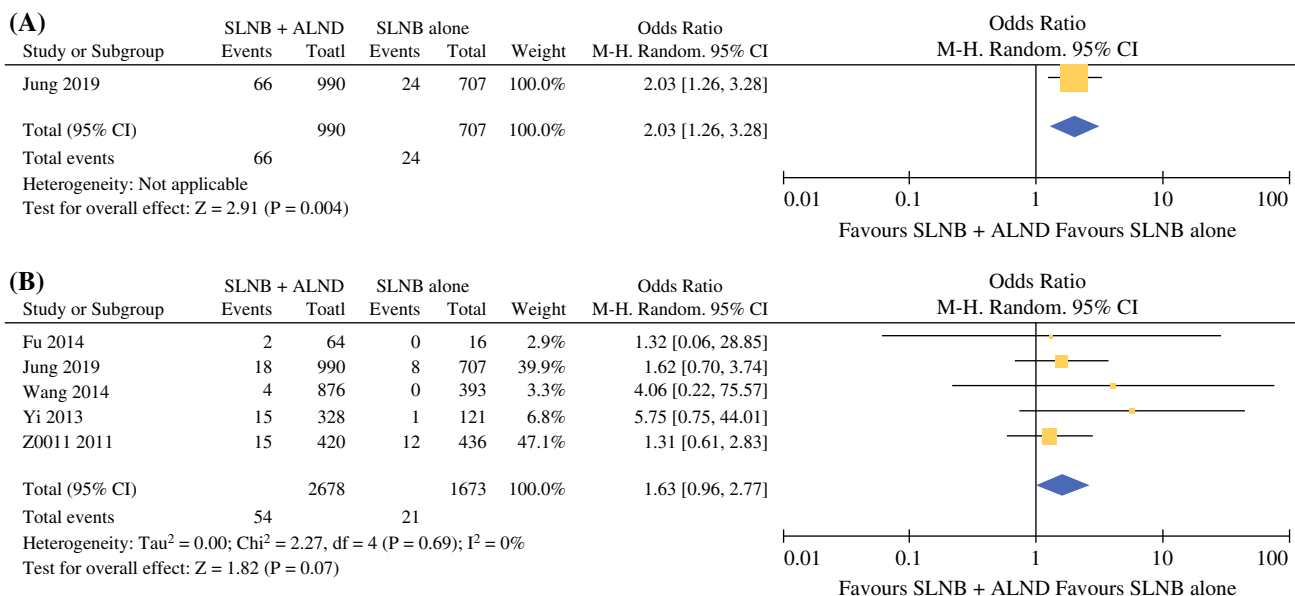 (A)
SLNB + ALND SLNB alone Odds Ratio Odds Ratio
Study or Subgroup Events Toatl Events Total Weight M-H. Random. 95% CI M-H. Random. 95% CI
Jung 2019 66 990 24 707 100.0% 2.03 [1.26, 3.28]
Total (95% CI) 990 707 100.0% 2.03 [1.26, 3.28]
Total events 66 24
Heterogeneity: Not applicable
Test for overall effect: Z = 2.91 (P = 0.004)
0.01 0.1 1 10 100
Favours SLNB + ALND Favours SLNB alone
(B)
SLNB + ALND SLNB alone Odds Ratio Odds Ratio
Study or Subgroup Events Toatl Events Total Weight M-H. Random. 95% CI M-H. Random. 95% CI
Fu 2014 2 64 0 16 2.9% 1.32 [0.06, 28.85]
Jung 2019 18 990 8 707 39.9% 1.62 [0.70, 3.74]
Wang 2014 4 876 0 393 3.3% 4.06 [0.22, 75.57]
Yi 2013 15 328 1 121 6.8% 5.75 [0.75, 44.01]
Z0011 2011 15 420 12 436 47.1% 1.31 [0.61, 2.83]
Total (95% CI) 2678 1673 100.0% 1.63 [0.96, 2.77]
Total events 54 21
Heterogeneity: Tau² = 0.00; Chi² = 2.27, df = 4 (P = 0.69); I² = 0%
Test for overall effect: Z = 1.82 (P = 0.07)
0.01 0.1 1 10 100
Favours SLNB + ALND Favours SLNB alone